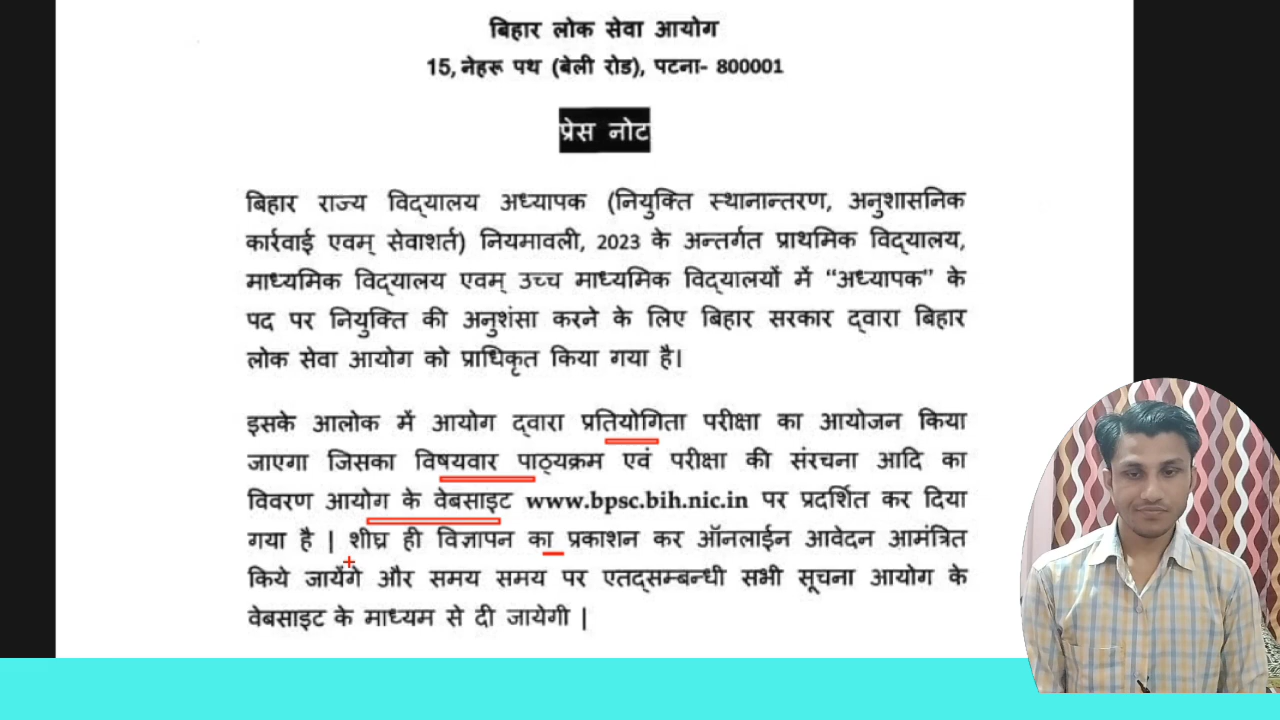 बिहार लोक सेवा आयोग
15, नेहरू पथ (बेली रोड), पटना- 800001
प्रेस नोट
बिहार राज्य विद्यालय अध्यापक (नियुक्ति स्थानान्तरण, अनुशासनिक
कार्रवाई एवम् सेवाशर्त) नियमावली, 2023 के अन्तर्गत प्राथमिक विद्यालय,
माध्यमिक विद्यालय एवम् उच्च माध्यमिक विद्यालयों में “अध्यापक” के
पद पर नियुक्ति की अनुशंसा करने के लिए बिहार सरकार द्वारा बिहार
लोक सेवा आयोग को प्राधिकृत किया गया है।
इसके आलोक में आयोग द्वारा प्रतियोगिता परीक्षा का आयोजन किया
जाएगा जिसका विषयवार पाठ्यक्रम एवं परीक्षा की संरचना आदि का
विवरण आयोग के वेबसाइट www.bpsc.bih.nic.in पर प्रदर्शित कर दिया
गया है | शीघ्र ही विज्ञापन का प्रकाशन कर ऑनलाईन आवेदन आमंत्रित
किये जायेंगे और समय समय पर एतद्सम्बन्धी सभी सूचना आयोग के
वेबसाइट के माध्यम से दी जायेगी |